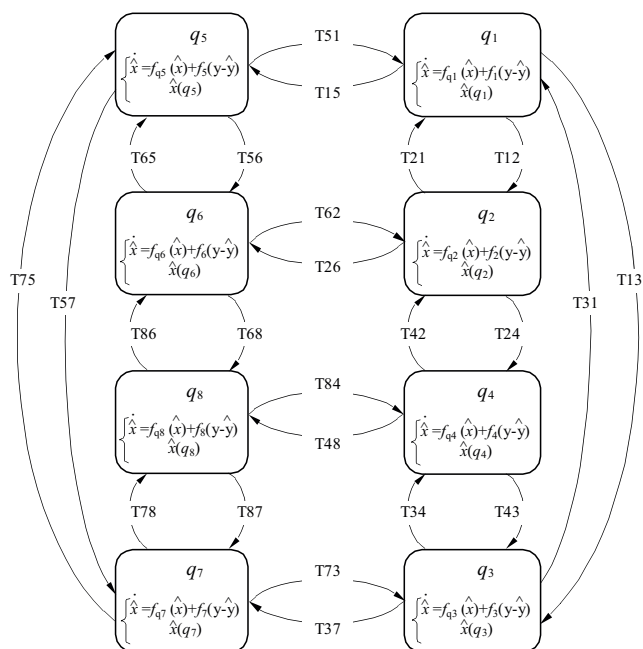 q5
ẋ̂ =fq5(x̂)+f5(y-ŷ)
x̂(q5)
T51
T15
q1
ẋ̂ =fq1(x̂)+f1(y-ŷ)
x̂(q1)
T65
T56
T21
T12
q6
ẋ̂ =fq6(x̂)+f6(y-ŷ)
x̂(q6)
T62
T26
q2
ẋ̂ =fq2(x̂)+f2(y-ŷ)
x̂(q2)
T75
T57
T31
T13
T86
T68
T42
T24
q8
ẋ̂ =fq8(x̂)+f8(y-ŷ)
x̂(q8)
T84
T48
q4
ẋ̂ =fq4(x̂)+f4(y-ŷ)
x̂(q4)
T78
T87
T34
T43
q7
ẋ̂ =fq7(x̂)+f7(y-ŷ)
x̂(q7)
T73
T37
q3
ẋ̂ =fq3(x̂)+f3(y-ŷ)
x̂(q3)